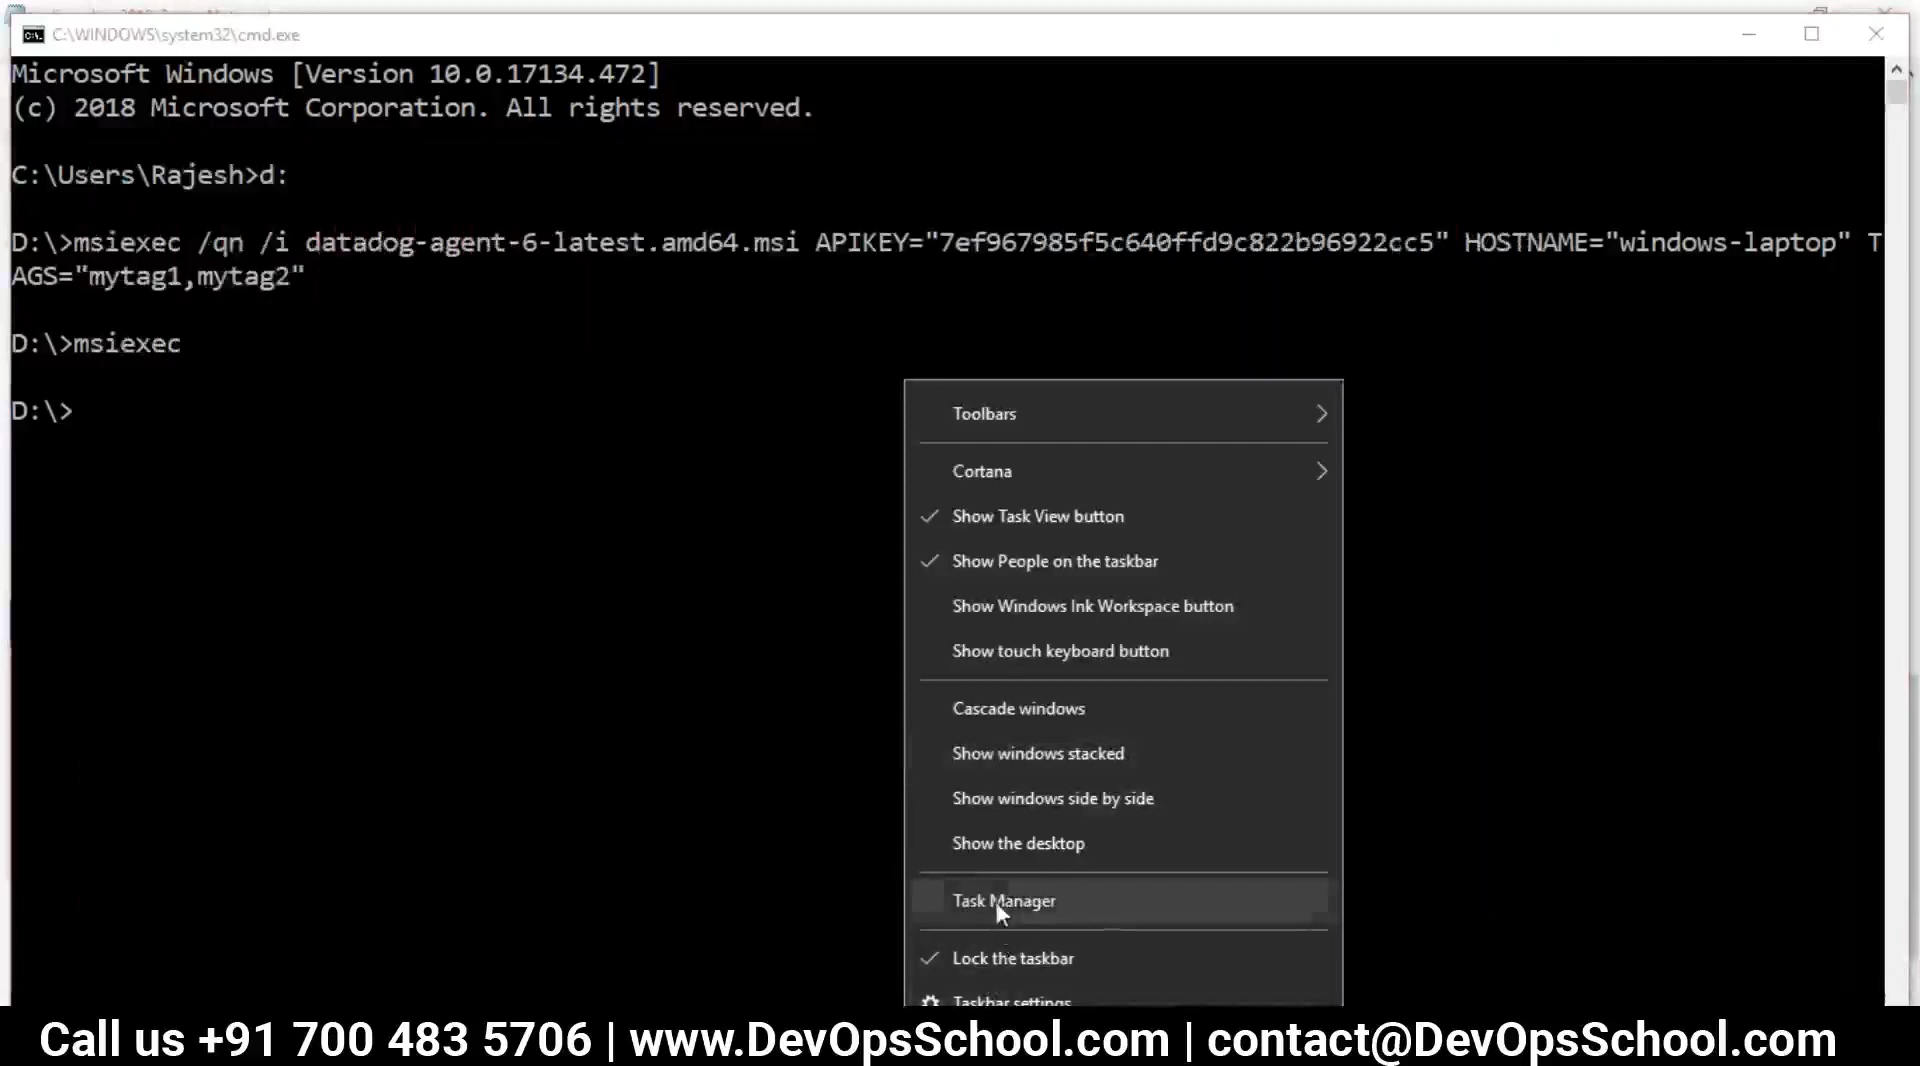 C:\WINDOWS\system32\cmd.exe
Microsoft Windows [Version 10.0.17134.472]
(c) 2018 Microsoft Corporation. All rights reserved.
C:\Users\Rajesh>d:
D:\>msiexec /qn /i datadog-agent-6-latest.amd64.msi APIKEY="7ef967985f5c640ffd9c822b96922cc5" HOSTNAME="windows-laptop" T
AGS="mytag1,mytag2"
D:\>msiexec
D:\>
Toolbars
Cortana
Show Task View button
Show People on the taskbar
Show Windows Ink Workspace button
Show touch keyboard button
Cascade windows
Show windows stacked
Show windows side by side
Show the desktop
Task Manager
Lock the taskbar
Taskbar settings
Call us +91 700 483 5706 | www.DevOpsSchool.com | contact@DevOpsSchool.com